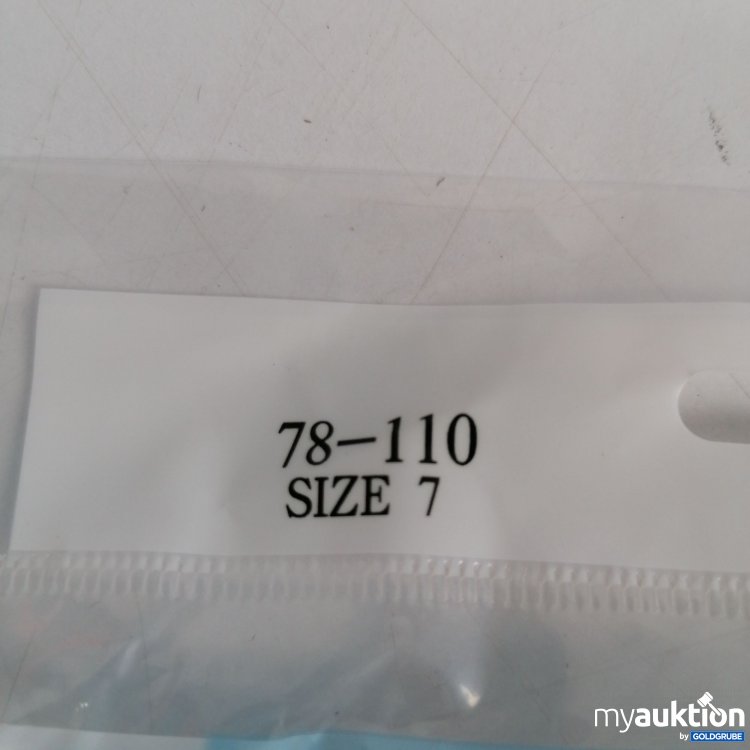 78-110
SIZE 7
myauktion
by GOLDGRUBE